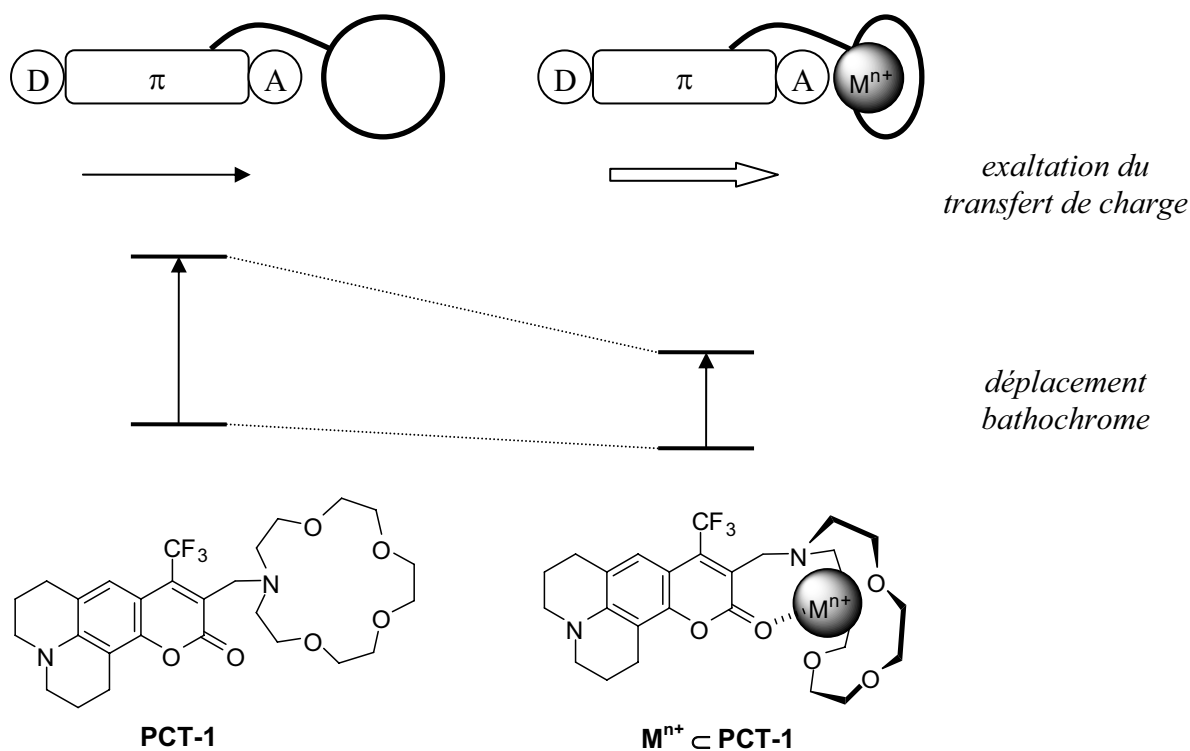 D π A
D π A Mⁿ⁺
exaltation du
transfert de charge
déplacement
bathochrome
CF₃ N O O O O
N O O
CF₃ N O O O
N O O Mⁿ⁺
PCT-1
Mⁿ⁺ ⊂ PCT-1